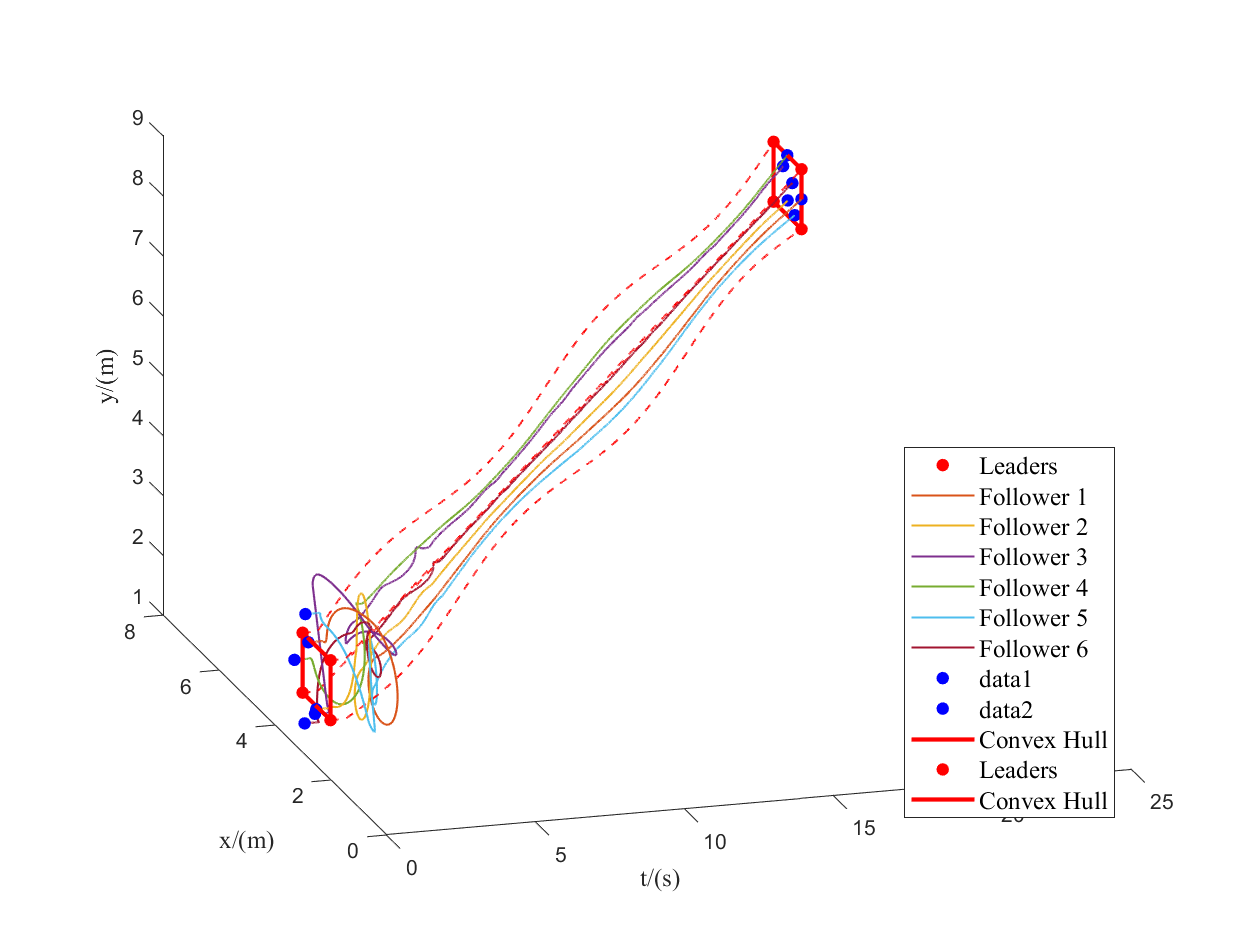 9
8
7
6
5
4
3
2
1
y/(m)
8
6
4
2
0
x/(m)
0
5
10
15
20
25
t/(s)
Leaders
Follower 1
Follower 2
Follower 3
Follower 4
Follower 5
Follower 6
data1
data2
Convex Hull
Leaders
Convex Hull